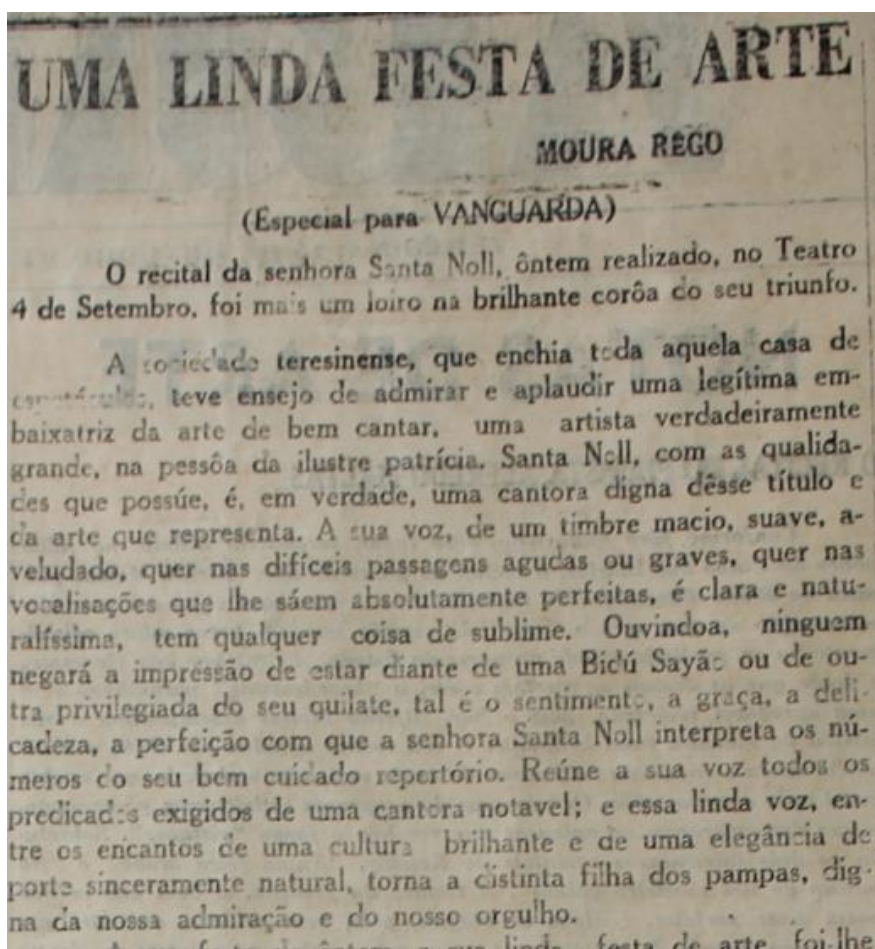 UMA LINDA FESTA DE ARTE
MOURA REGO
(Especial para VANGUARDA)
O recital da senhora Santa Noll, ôntem realizado, no Teatro
4 de Setembro, foi mais um loiro na brilhante corôa do seu triunfo.
A sociedade teresinense, que enchia toda aquela casa de
espetáculos, teve ensejo de admirar e aplaudir uma legítima em-
baixatriz da arte de bem cantar, uma artista verdadeiramente
grande, na pessôa da ilustre patrícia. Santa Noll, com as qualida-
des que possúe, é, em verdade, uma cantora digna dêsse título e
da arte que representa. A sua voz, de um timbre macio, suave, a-
veludado, quer nas difíceis passagens agudas ou graves, quer nas
vocalisações que lhe sáem absolutamente perfeitas, é clara e natu-
ralíssima, tem qualquer coisa de sublime. Ouvindoa, ninguem
negará a impressão de estar diante de uma Bidú Sayão ou de ou-
tra privilegiada do seu quilate, tal é o sentimento, a graça, a deli-
cadeza, a perfeição com que a senhora Santa Noll interpreta os nú-
meros do seu bem cuidado repertório. Reúne a sua voz todos os
predicados exigidos de uma cantora notavel; e essa linda voz, en-
tre os encantos de uma cultura brilhante e de uma elegância de
porte sinceramente natural, torna a distinta filha dos pampas, dig-
na da nossa admiração e do nosso orgulho.
linda festa de arte, foi-lhe